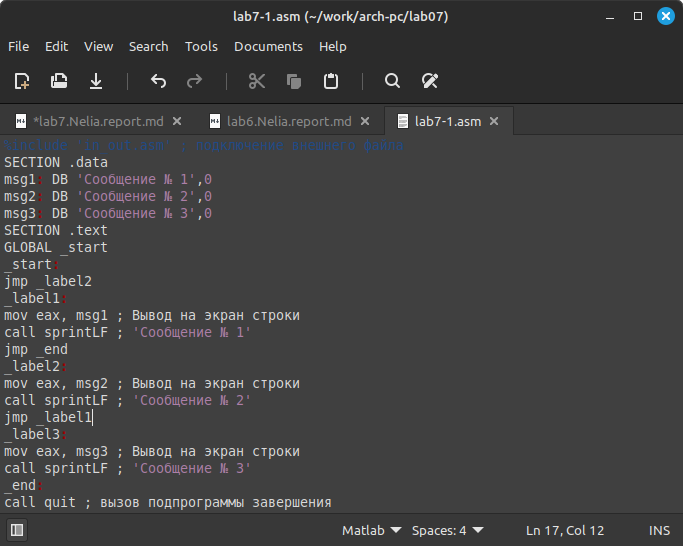 lab7-1.asm (~/work/arch-pc/lab07)
File Edit View Search Tools Documents Help
*lab7.Nelia.report.md lab6.Nelia.report.md lab7-1.asm
%include 'in_out.asm' ; подключение внешнего файла
SECTION .data
msg1: DB 'Сообщение № 1',0
msg2: DB 'Сообщение № 2',0
msg3: DB 'Сообщение № 3',0
SECTION .text
GLOBAL _start
_start:
jmp _label2
_label1:
mov eax, msg1 ; Вывод на экран строки
call sprintLF ; 'Сообщение № 1'
jmp _end
_label2:
mov eax, msg2 ; Вывод на экран строки
call sprintLF ; 'Сообщение № 2'
jmp _label1
_label3:
mov eax, msg3 ; Вывод на экран строки
call sprintLF ; 'Сообщение № 3'
_end:
call quit ; вызов подпрограммы завершения
Matlab Spaces: 4 Ln 17, Col 12 INS